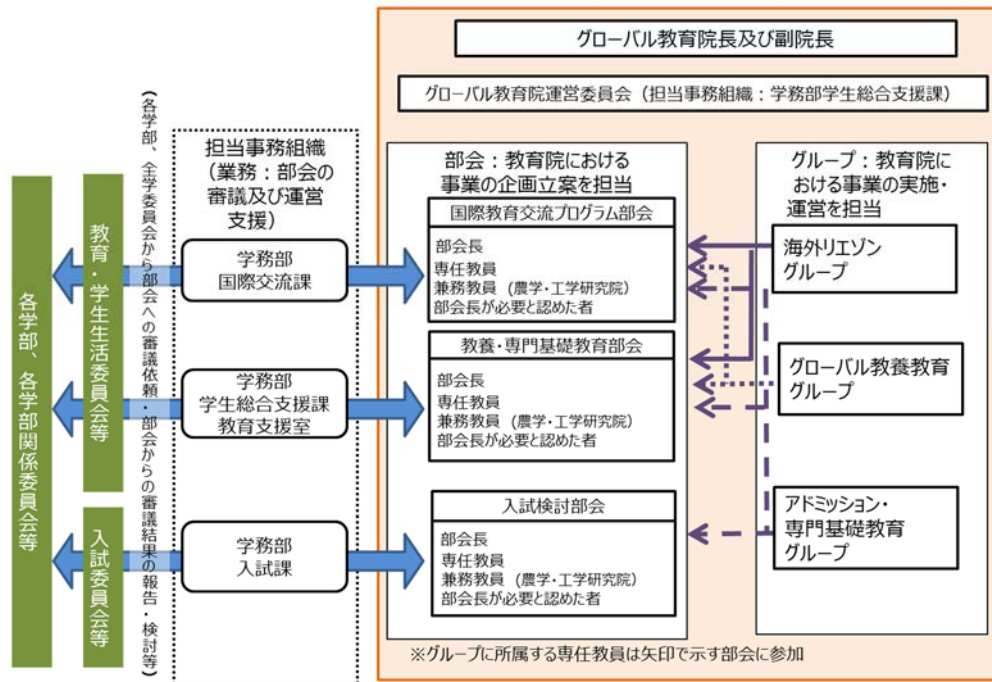 グローバル教育院長及び副院長
グローバル教育院運営委員会（担当事務組織：学務部学生総合支援課）
各学部、各学部関係委員会等
教育・学生生活委員会等
入試委員会等
（各学部、全学委員会から部会への審議依頼・部会からの審議結果の報告・検討等）
担当事務組織
（業務：部会の
審議及び運営
支援）
学務部
国際交流課
学務部
学生総合支援課
教育支援室
学務部
入試課
部会：教育院における
事業の企画立案を担当
国際教育交流プログラム部会
部会長
専任教員
兼務教員（農学・工学研究院）
部会長が必要と認めた者
教養・専門基礎教育部会
部会長
専任教員
兼務教員（農学・工学研究院）
部会長が必要と認めた者
入試検討部会
部会長
専任教員
兼務教員（農学・工学研究院）
部会長が必要と認めた者
グループ：教育院に
おける事業の実施・
運営を担当
海外リエゾン
グループ
グローバル教養教育
グループ
アドミッション・
専門基礎教育
グループ
※グループに所属する専任教員は矢印で示す部会に参加